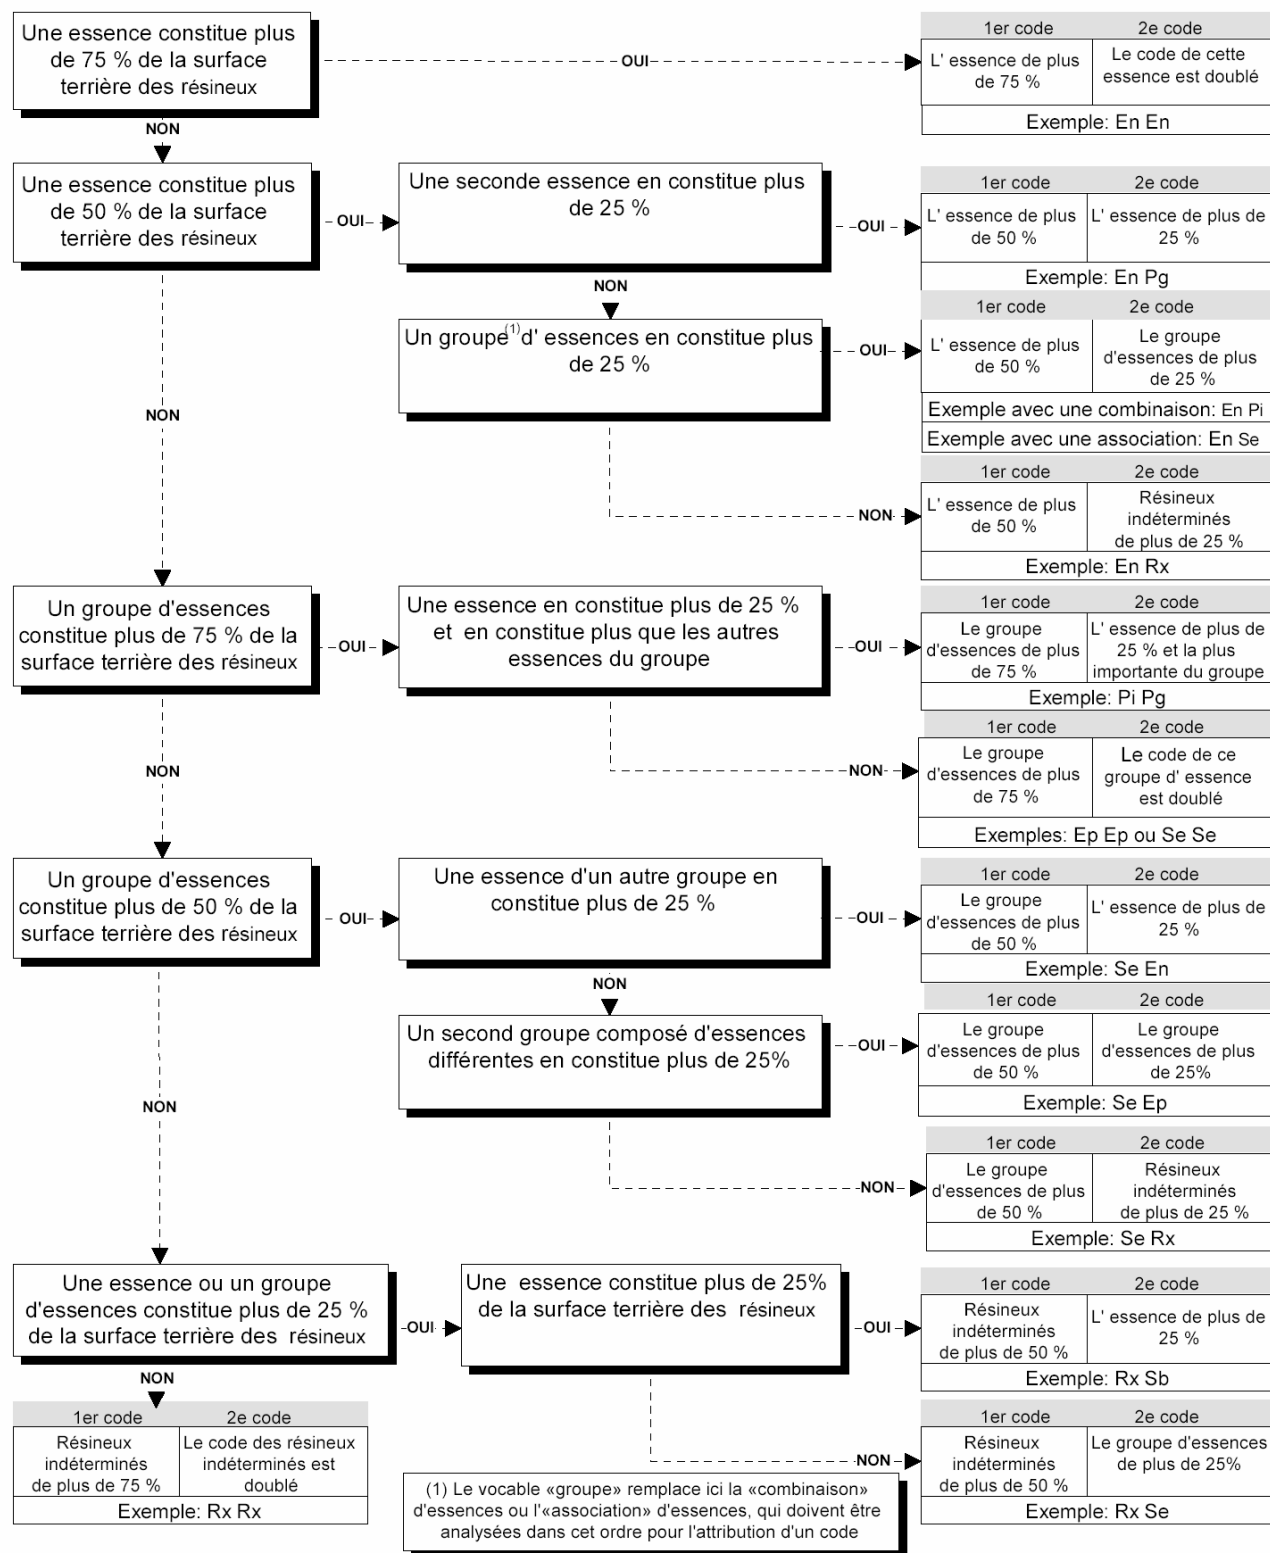 Une essence constitue plus
de 75 % de la surface
terrière des résineux
OUI
1er code 2e code
L' essence de plus
de 75 %
Le code de cette
essence est doublé
Exemple: En En
NON
Une essence constitue plus
de 50 % de la surface
terrière des résineux
OUI
Une seconde essence en constitue plus
de 25 %
OUI
1er code 2e code
L' essence de plus
de 50 %
L' essence de plus de
25 %
Exemple: En Pg
NON
Un groupe(1)d' essences en constitue plus
de 25 %
OUI
1er code 2e code
L' essence de plus
de 50 %
Le groupe
d'essences de plus
de 25 %
Exemple avec une combinaison: En Pi
Exemple avec une association: En Se
NON
1er code 2e code
L' essence de plus
de 50 %
Résineux
indéterminés
de plus de 25 %
Exemple: En Rx
NON
Un groupe d'essences
constitue plus de 75 % de la
surface terrière des résineux
OUI
Une essence en constitue plus de 25 %
et en constitue plus que les autres
essences du groupe
OUI
1er code 2e code
Le groupe
d'essences de plus
de 75 %
L' essence de plus de
25 % et la plus
importante du groupe
Exemple: Pi Pg
NON
1er code 2e code
Le groupe
d'essences de plus
de 75 %
Le code de ce
groupe d' essence
est doublé
Exemples: Ep Ep ou Se Se
NON
Un groupe d'essences
constitue plus de 50 % de la
surface terrière des résineux
OUI
Une essence d'un autre groupe en
constitue plus de 25 %
OUI
1er code 2e code
Le groupe
d'essences de plus
de 50 %
L' essence de plus de
25 %
Exemple: Se En
NON
Un second groupe composé d'essences
différentes en constitue plus de 25%
OUI
1er code 2e code
Le groupe
d'essences de plus
de 50 %
Le groupe
d'essences de plus
de 25%
Exemple: Se Ep
NON
1er code 2e code
Le groupe
d'essences de plus
de 50 %
Résineux
indéterminés
de plus de 25 %
Exemple: Se Rx
NON
Une essence ou un groupe
d'essences constitue plus de 25 %
de la surface terrière des résineux
OUI
Une essence constitue plus de 25%
de la surface terrière des résineux
OUI
1er code 2e code
Résineux
indéterminés
de plus de 50 %
L' essence de plus de
25 %
Exemple: Rx Sb
NON
1er code 2e code
Résineux
indéterminés
de plus de 50 %
Le groupe d'essences
de plus de 25%
Exemple: Rx Se
NON
1er code 2e code
Résineux
indéterminés
de plus de 75 %
Le code des résineux
indéterminés est
doublé
Exemple: Rx Rx
(1) Le vocable «groupe» remplace ici la «combinaison»
d'essences ou l'«association» d'essences, qui doivent être
analysées dans cet ordre pour l'attribution d'un code